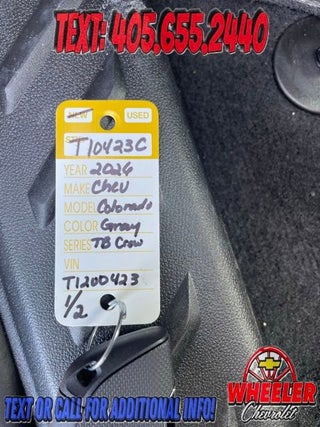 TEXT: 405.655.2440
NEW USED
STK
T10423C
YEAR 2026
MAKE Chev
MODEL Colorado
COLOR Gray
SERIES TB Crew
VIN
T1200423
1/2
WHEELER
Chevrolet
TEXT OR CALL FOR ADDITIONAL INFO!